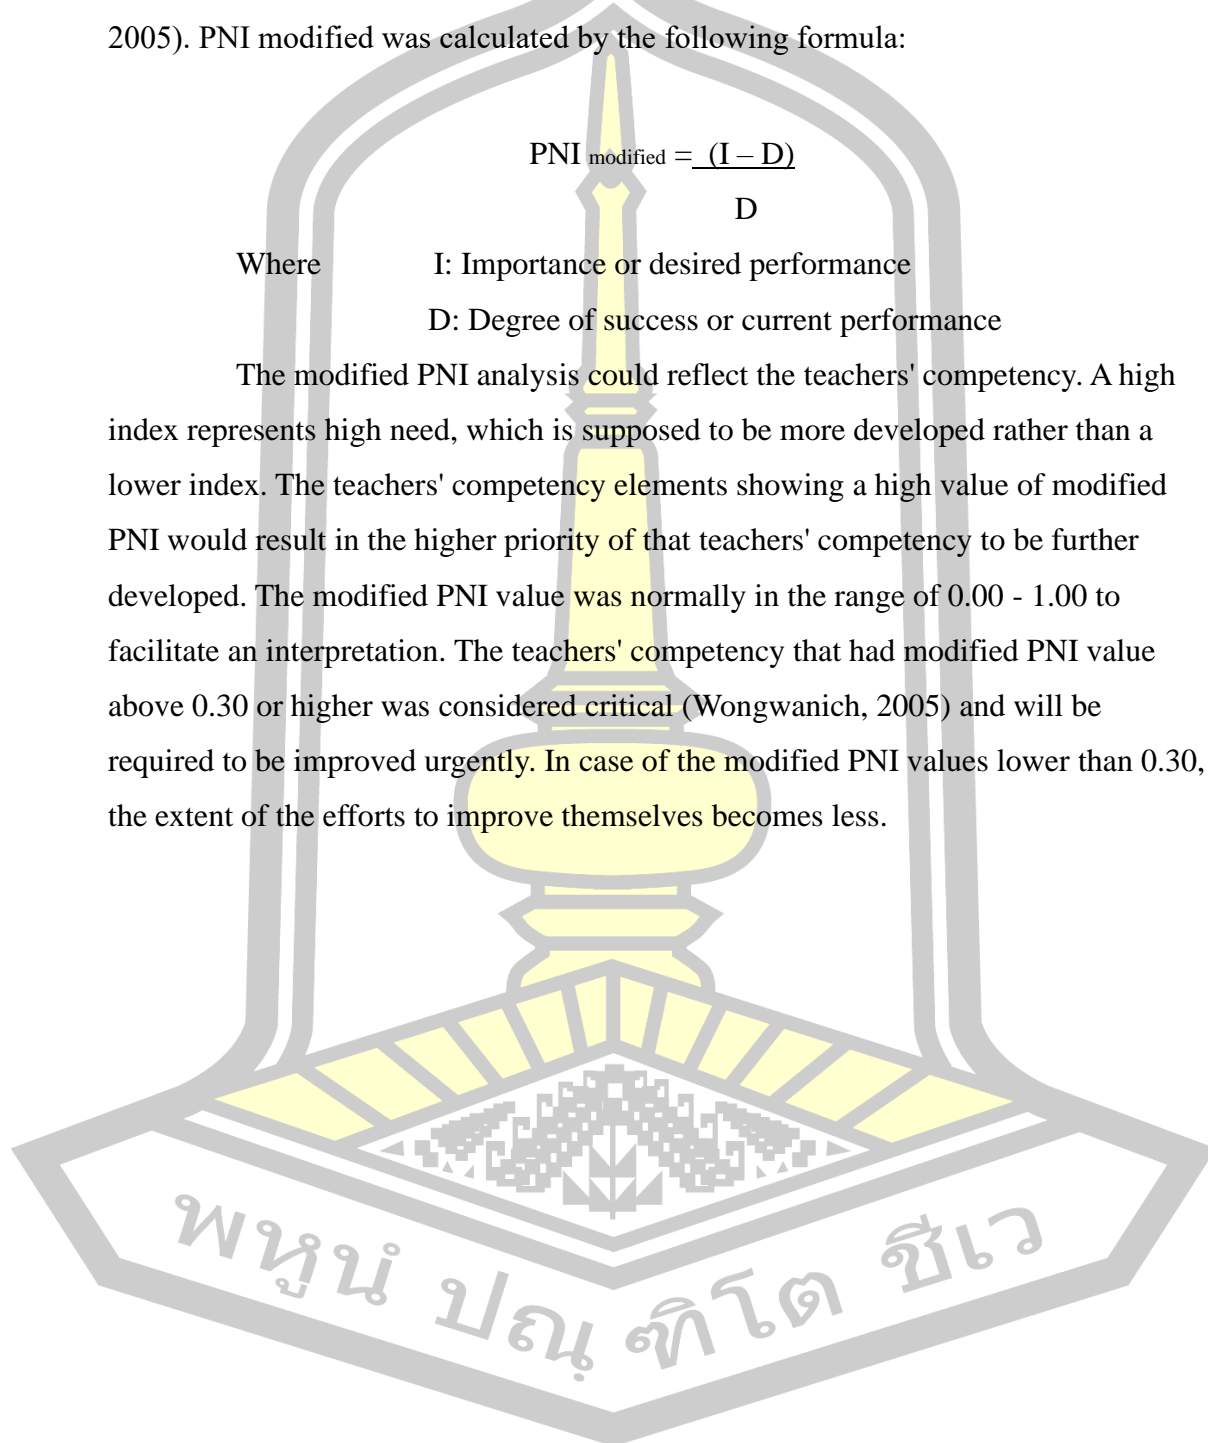 2005). PNI modified was calculated by the following formula:
PNI modified = (I – D)
D
Where I: Importance or desired performance
D: Degree of success or current performance
The modified PNI analysis could reflect the teachers' competency. A high
index represents high need, which is supposed to be more developed rather than a
lower index. The teachers' competency elements showing a high value of modified
PNI would result in the higher priority of that teachers' competency to be further
developed. The modified PNI value was normally in the range of 0.00 - 1.00 to
facilitate an interpretation. The teachers' competency that had modified PNI value
above 0.30 or higher was considered critical (Wongwanich, 2005) and will be
required to be improved urgently. In case of the modified PNI values lower than 0.30,
the extent of the efforts to improve themselves becomes less.
พหูนํ ปณฺ ฑิโต ชีเว